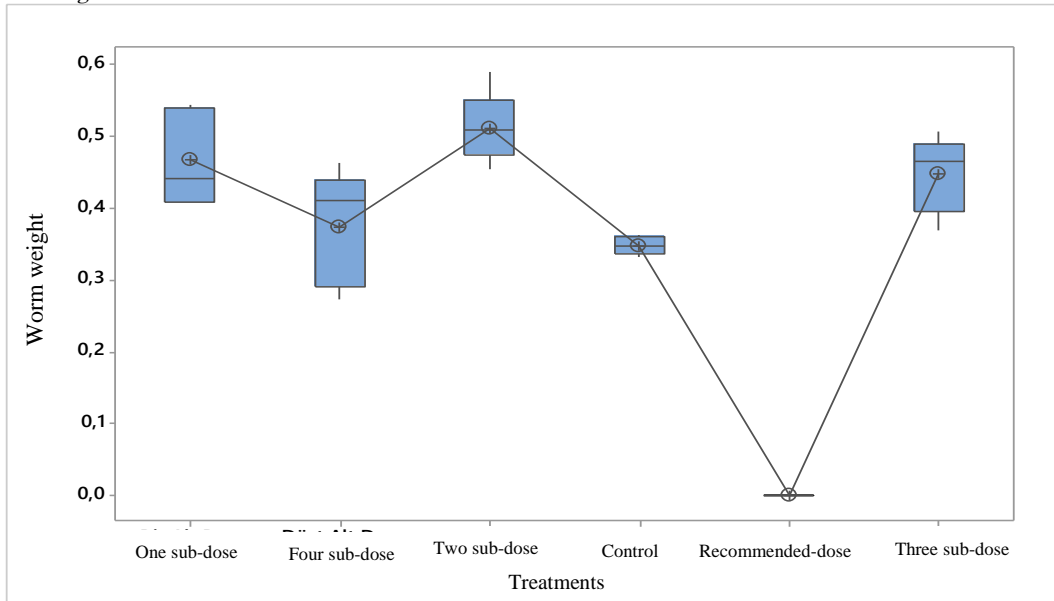 0,6
0,5
0,4
0,3
0,2
0,1
0,0
Worm weight
One sub-dose Four sub-dose Two sub-dose Control Recommended-dose Three sub-dose
Treatments